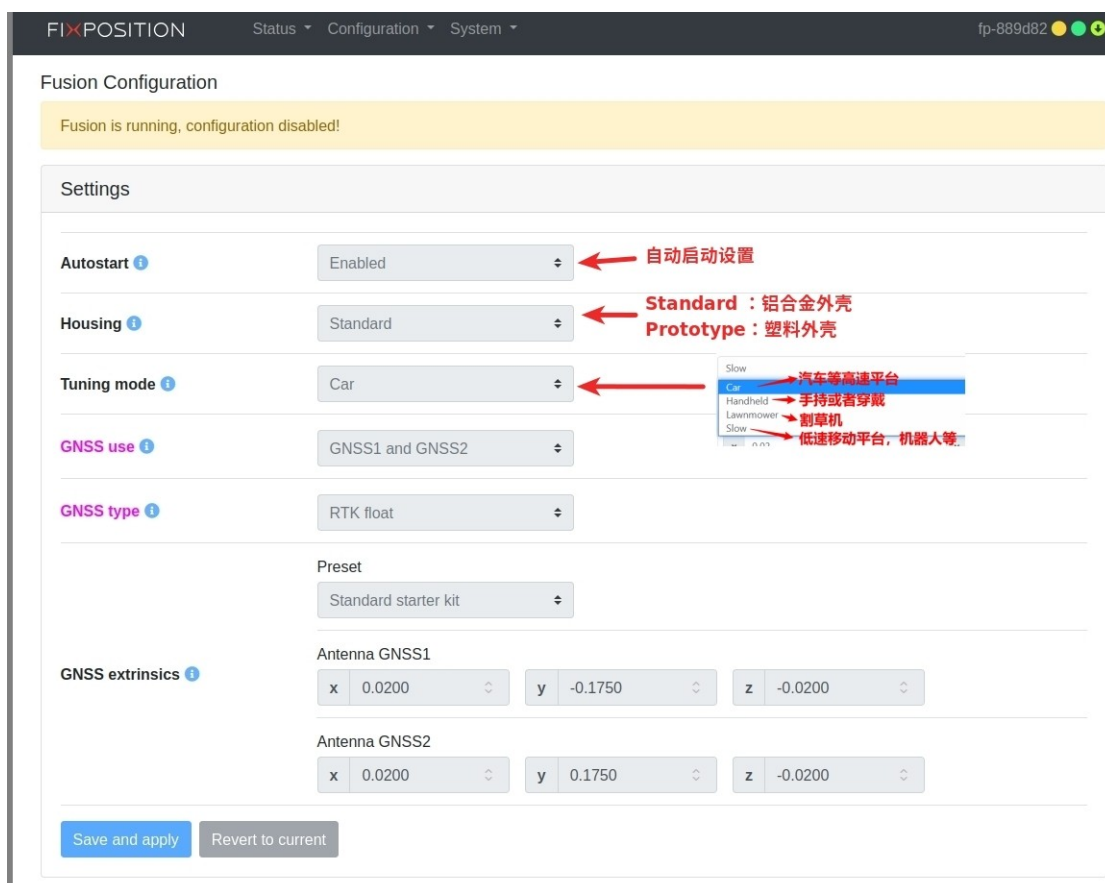 FIXPOSITION Status Configuration System fp-889d82
Fusion Configuration
Fusion is running, configuration disabled!
Settings
Autostart Enabled 自动启动设置
Housing Standard Standard ：铝合金外壳
Prototype：塑料外壳
Tuning mode Car
Slow
Car 汽车等高速平台
Handheld 手持或者穿戴
Lawnmower 割草机
Slow 低速移动平台，机器人等
GNSS use GNSS1 and GNSS2
GNSS type RTK float
Preset
Standard starter kit
GNSS extrinsics
Antenna GNSS1
x 0.0200 y -0.1750 z -0.0200
Antenna GNSS2
x 0.0200 y 0.1750 z -0.0200
Save and apply Revert to current